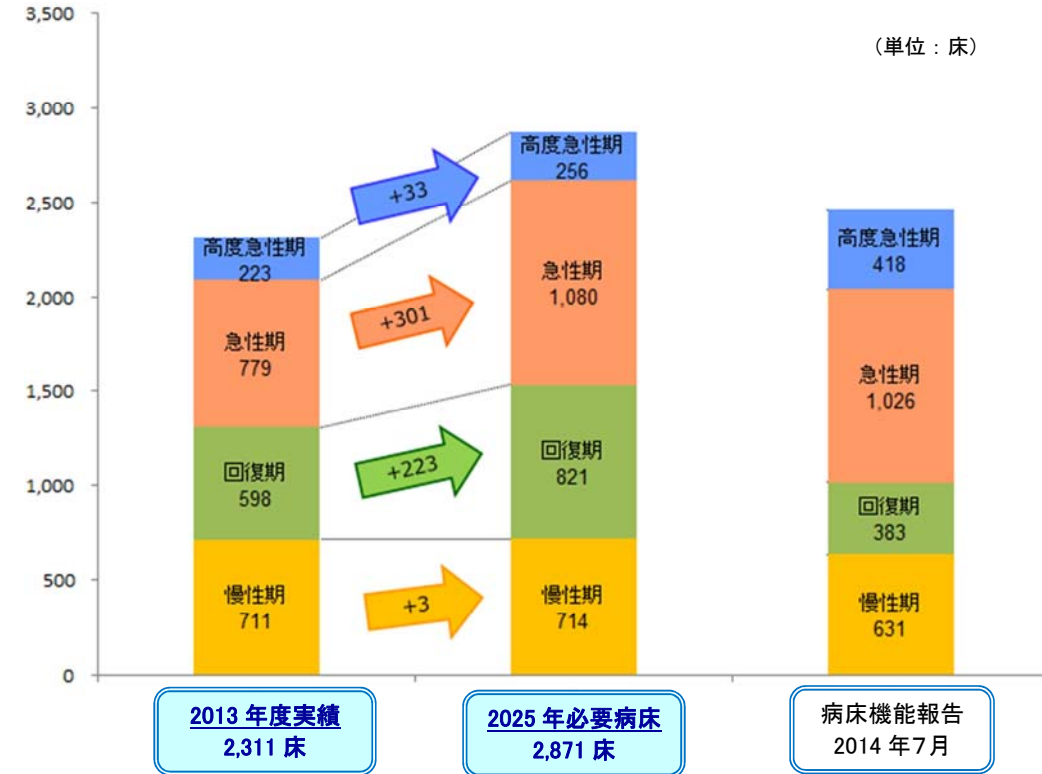 3,500
3,000
2,500
2,000
1,500
1,000
500
0
（単位：床）
高度急性期
223
急性期
779
回復期
598
慢性期
711
+33
+301
+223
+3
高度急性期
256
急性期
1,080
回復期
821
慢性期
714
高度急性期
418
急性期
1,026
回復期
383
慢性期
631
2013 年度実績
2,311 床
2025 年必要病床
2,871 床
病床機能報告
2014 年７月